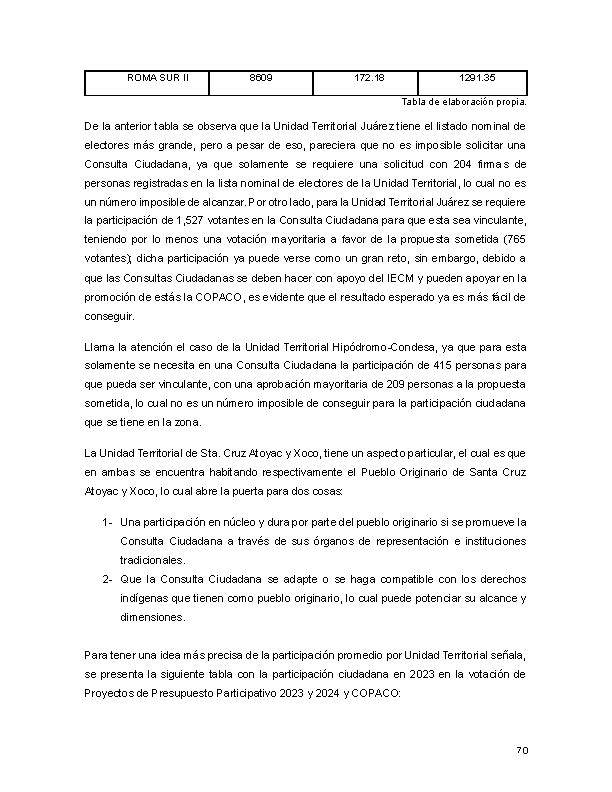 ROMA SUR II 8609 172.18 1291.35
Tabla de elaboración propia.
De la anterior tabla se observa que la Unidad Territorial Juárez tiene el listado nominal de
electores más grande, pero a pesar de eso, pareciera que no es imposible solicitar una
Consulta Ciudadana, ya que solamente se requiere una solicitud con 204 firmas de
personas registradas en la lista nominal de electores de la Unidad Territorial, lo cual no es
un número imposible de alcanzar. Por otro lado, para la Unidad Territorial Juárez se requiere
la participación de 1,527 votantes en la Consulta Ciudadana para que esta sea vinculante,
teniendo por lo menos una votación mayoritaria a favor de la propuesta sometida (765
votantes); dicha participación ya puede verse como un gran reto, sin embargo, debido a
que las Consultas Ciudadanas se deben hacer con apoyo del IECM y pueden apoyar en la
promoción de estás la COPACO, es evidente que el resultado esperado ya es más fácil de
conseguir.
Llama la atención el caso de la Unidad Territorial Hipódromo-Condesa, ya que para esta
solamente se necesita en una Consulta Ciudadana la participación de 415 personas para
que pueda ser vinculante, con una aprobación mayoritaria de 209 personas a la propuesta
sometida, lo cual no es un número imposible de conseguir para la participación ciudadana
que se tiene en la zona.
La Unidad Territorial de Sta. Cruz Atoyac y Xoco, tiene un aspecto particular, el cual es que
en ambas se encuentra habitando respectivamente el Pueblo Originario de Santa Cruz
Atoyac y Xoco, lo cual abre la puerta para dos cosas:
1- Una participación en núcleo y dura por parte del pueblo originario si se promueve la
Consulta Ciudadana a través de sus órganos de representación e instituciones
tradicionales.
2- Que la Consulta Ciudadana se adapte o se haga compatible con los derechos
indígenas que tienen como pueblo originario, lo cual puede potenciar su alcance y
dimensiones.
Para tener una idea más precisa de la participación promedio por Unidad Territorial señala,
se presenta la siguiente tabla con la participación ciudadana en 2023 en la votación de
Proyectos de Presupuesto Participativo 2023 y 2024 y COPACO:
70